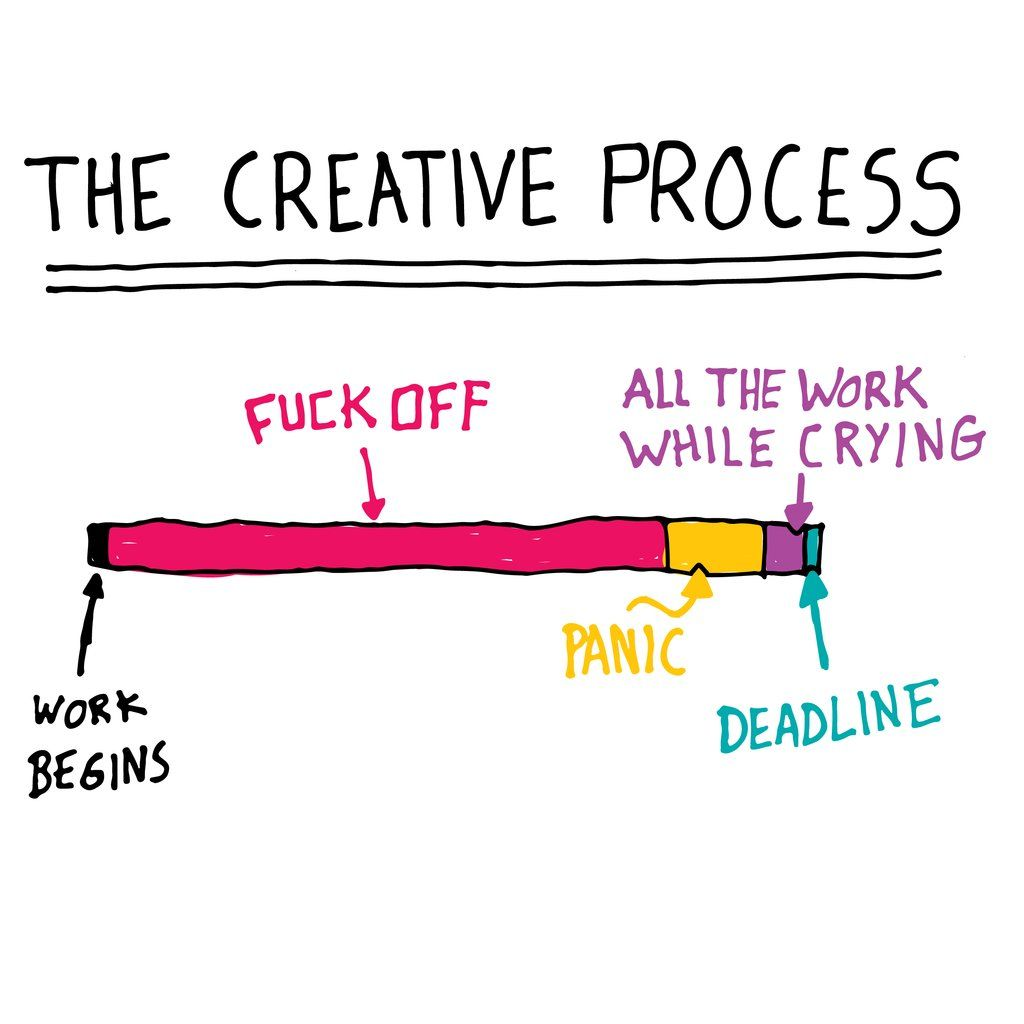 THE CREATIVE PROCESS
FUCK OFF
ALL THE WORK
WHILE CRYING
PANIC
WORK
BEGINS
DEADLINE